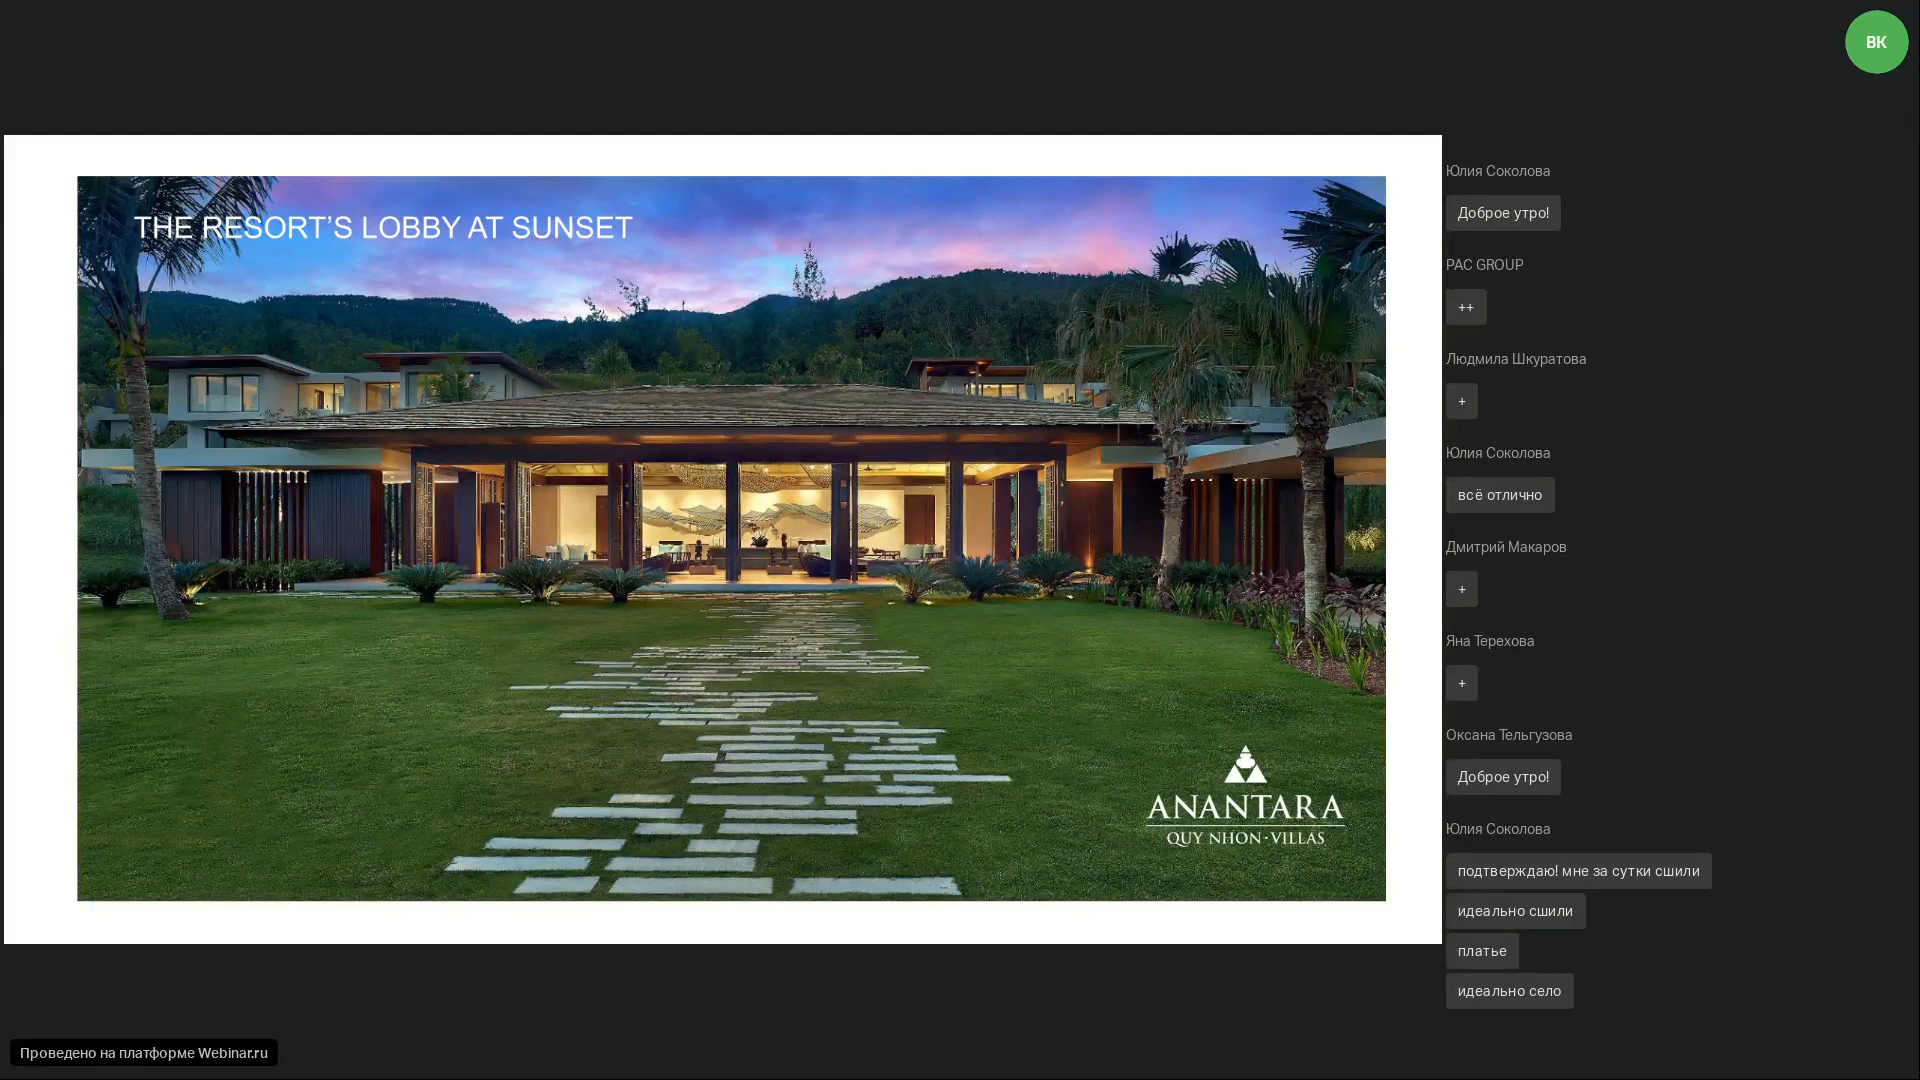 ВК
THE RESORT'S LOBBY AT SUNSET
ANANTARA
QUY NHON·VILLAS
Юлия Соколова
Доброе утро!
PAC GROUP
++
Людмила Шкуратова
+
Юлия Соколова
всё отлично
Дмитрий Макаров
+
Яна Терехова
+
Оксана Тельгузова
Доброе утро!
Юлия Соколова
подтверждаю! мне за сутки сшили
идеально сшили
платье
идеально село
Проведено на платформе Webinar.ru